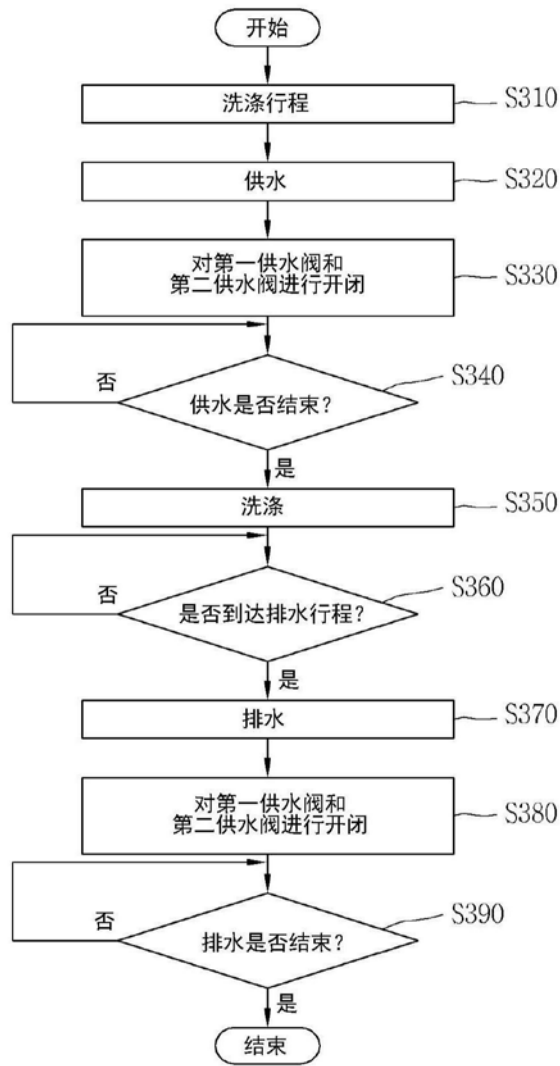 开始
洗涤行程
S310
供水
S320
对第一供水阀和
第二供水阀进行开闭
S330
否
供水是否结束?
S340
是
洗涤
S350
否
是否到达排水行程?
S360
是
排水
S370
对第一供水阀和
第二供水阀进行开闭
S380
否
排水是否结束?
S390
是
结束